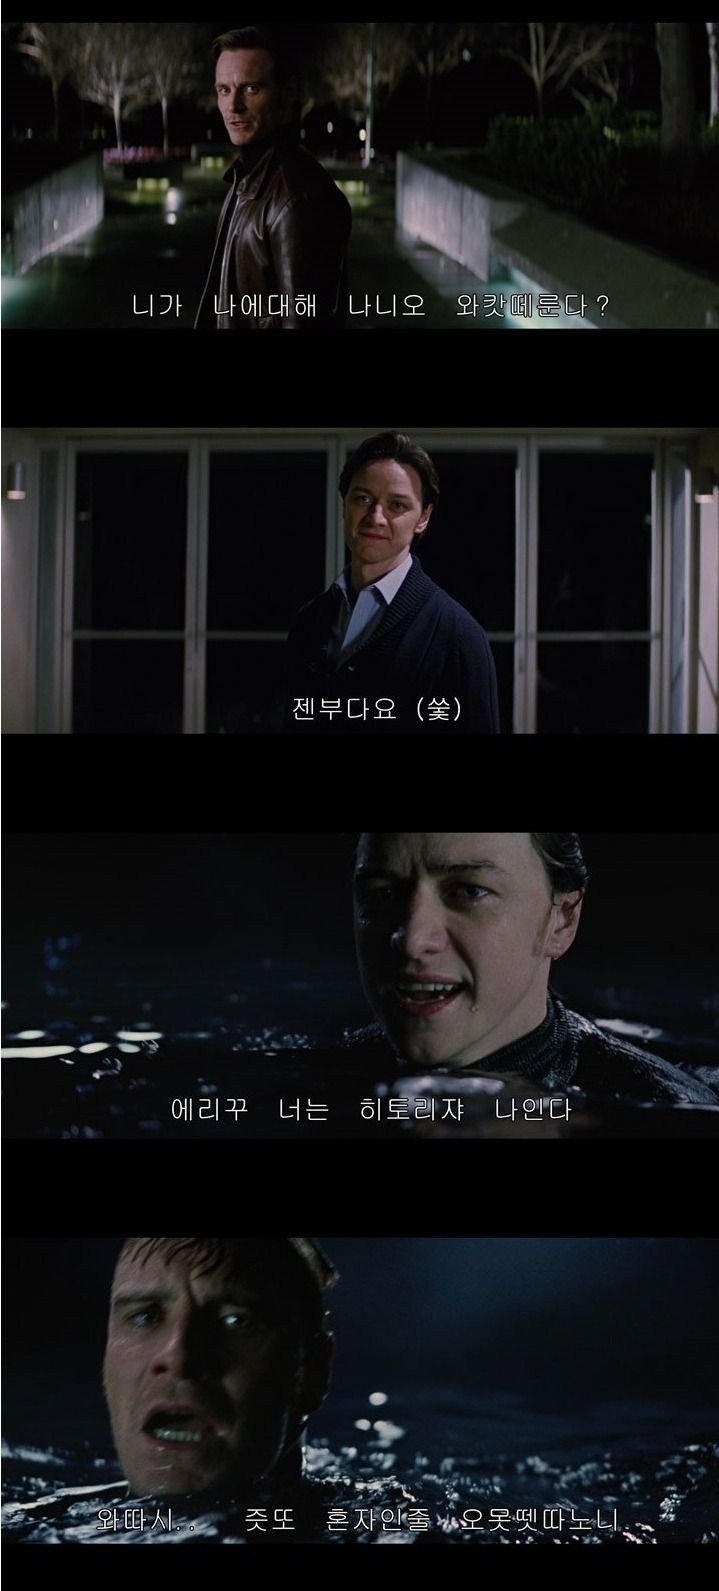 니가 나에대해 나니오 와캇떼룬다?
젠부다요 (쑻)
에리꾸 너는 히토리쟈 나인다
와따시.. 줏또 혼자인줄 오못뗏따노니